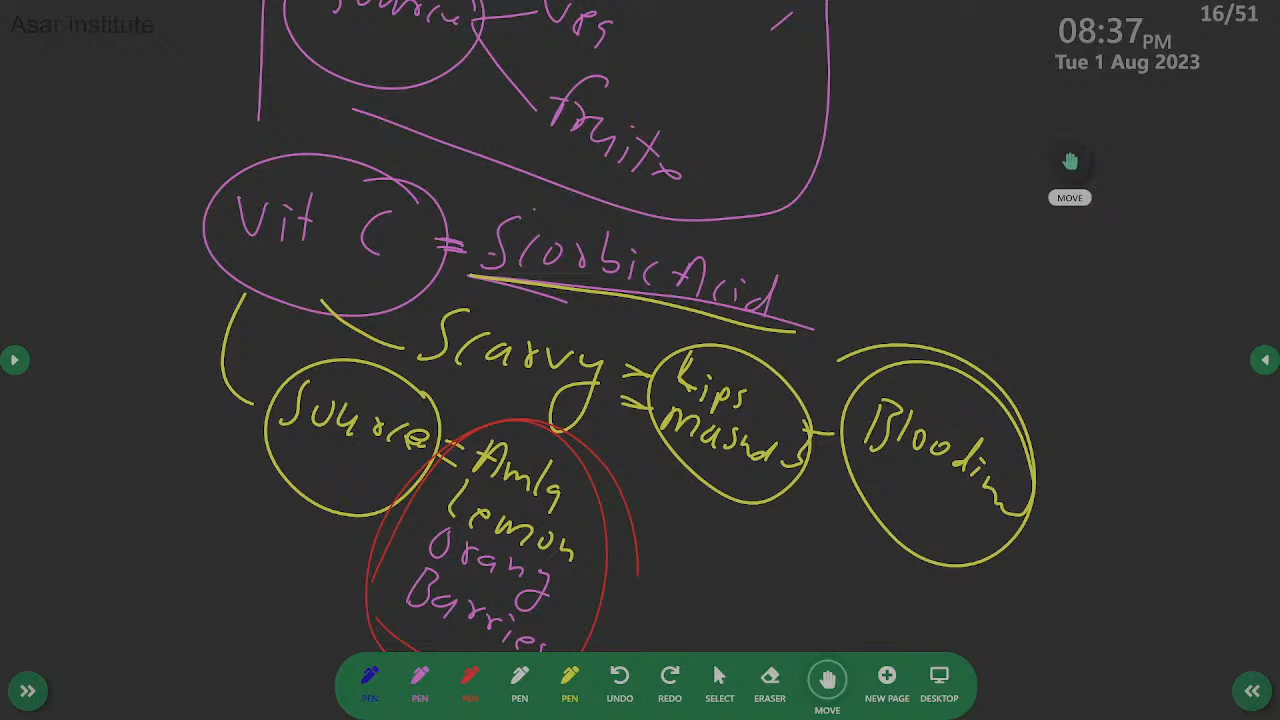 Asar institute
16/51
08:37 PM
Tue 1 Aug 2023
Source
Veg
fruits
MOVE
Vit C = Scorbic Acid
Scarvy = Lips
Masuds - Blooding
Source = Amla
Lemon
Orang
Barries
PEN PEN PEN PEN PEN UNDO REDO SELECT ERASER MOVE NEW PAGE DESKTOP